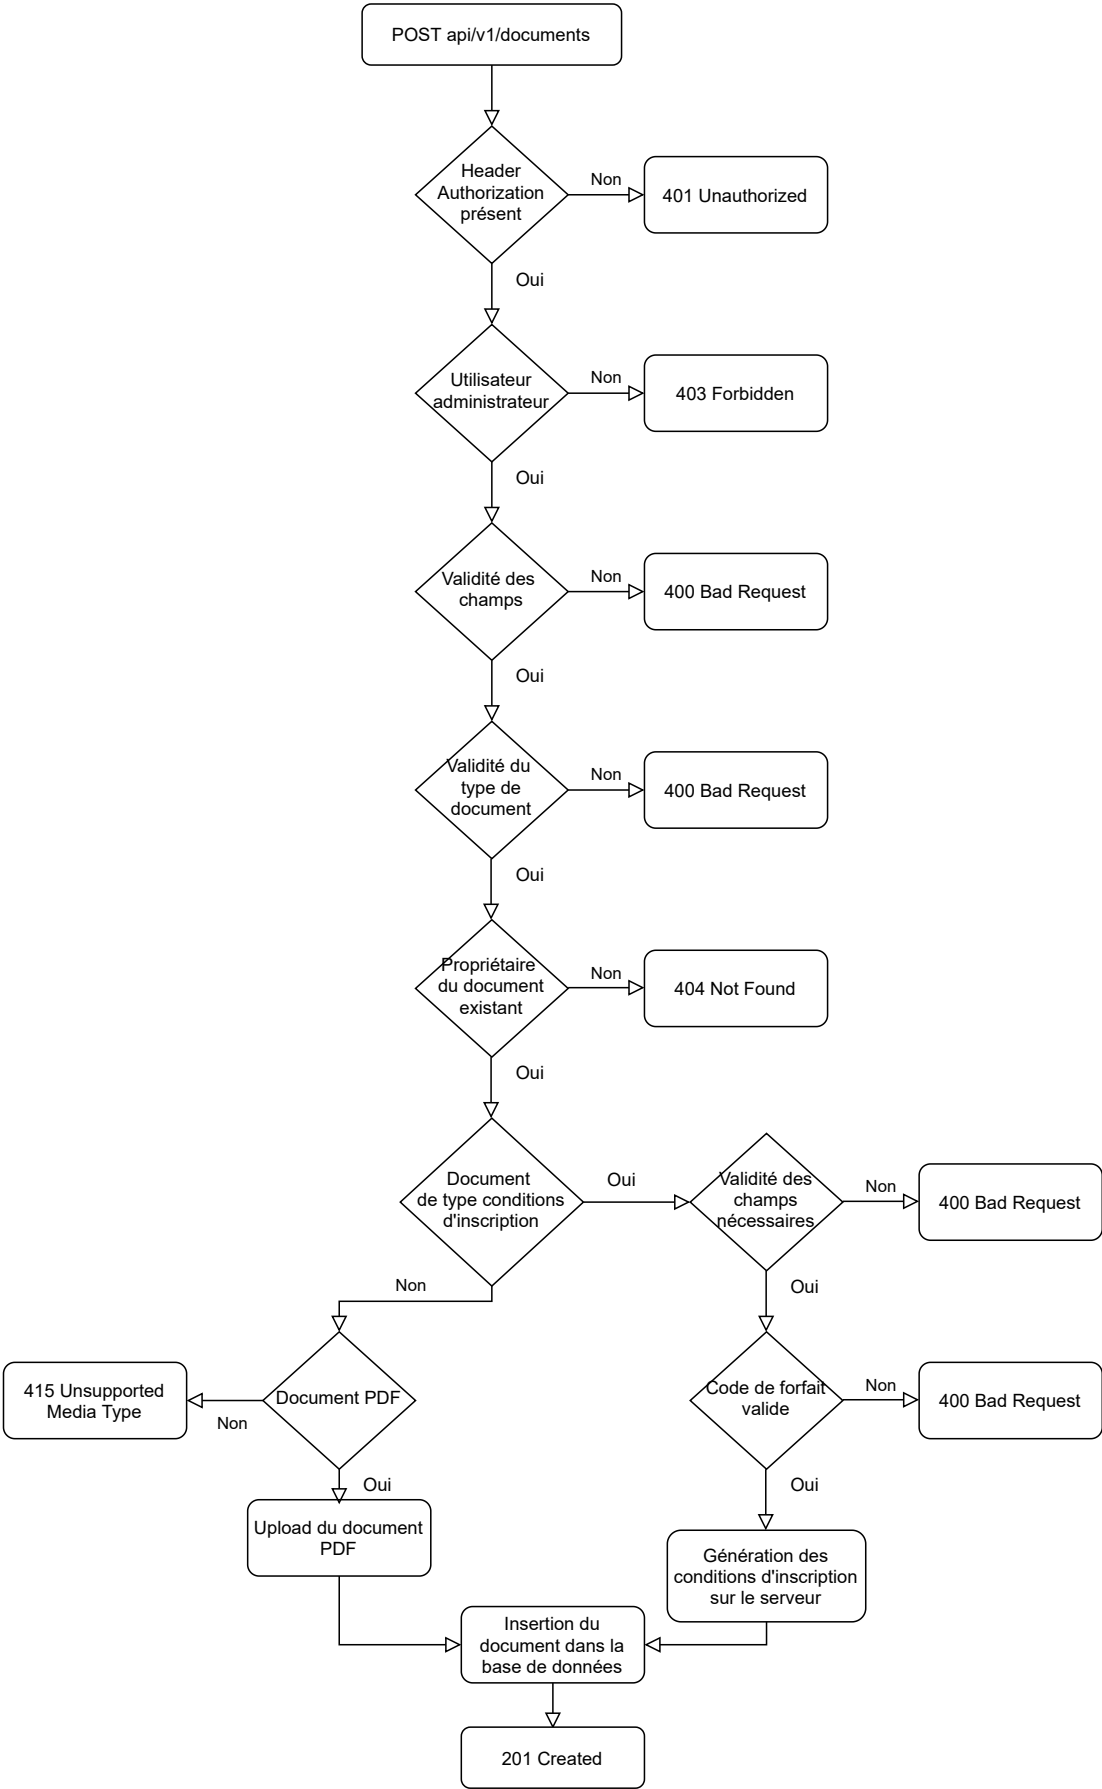 POST api/v1/documents
Header
Authorization
présent
Non
401 Unauthorized
Oui
Utilisateur
administrateur
Non
403 Forbidden
Oui
Validité des
champs
Non
400 Bad Request
Oui
Validité du
type de
document
Non
400 Bad Request
Oui
Propriétaire
du document
existant
Non
404 Not Found
Oui
Document
de type conditions
d'inscription
Oui
Validité des
champs
nécessaires
Non
400 Bad Request
Non
Oui
415 Unsupported
Media Type
Non
Document PDF
Code de forfait
valide
Non
400 Bad Request
Oui
Oui
Upload du document
PDF
Génération des
conditions d'inscription
sur le serveur
Insertion du
document dans la
base de données
201 Created